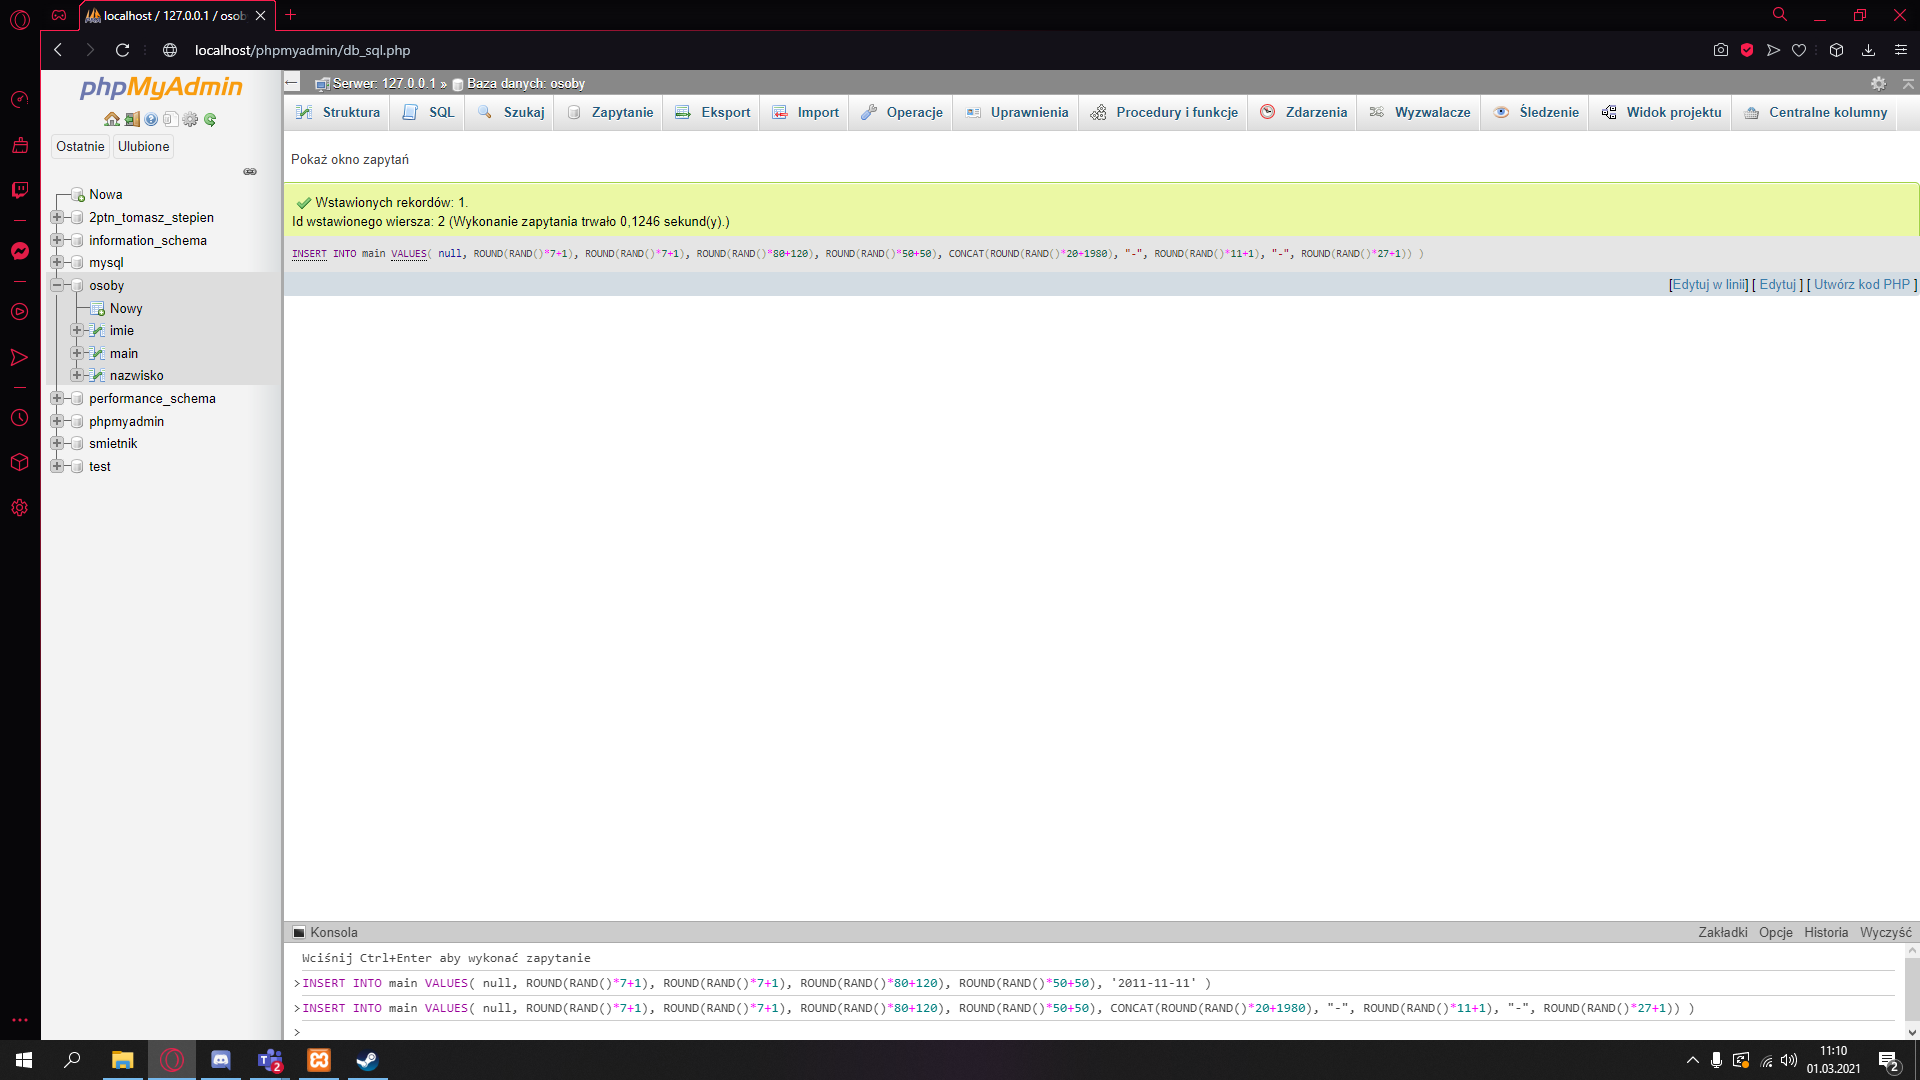 localhost / 127.0.0.1 / osob
localhost/phpmyadmin/db_sql.php
phpMyAdmin
Ostatnie Ulubione
Nowa
2ptn_tomasz_stepien
information_schema
mysql
osoby
Nowy
imie
main
nazwisko
performance_schema
phpmyadmin
smietnik
test
Serwer: 127.0.0.1 » Baza danych: osoby
Struktura SQL Szukaj Zapytanie Eksport Import Operacje Uprawnienia Procedury i funkcje Zdarzenia Wyzwalacze Śledzenie Widok projektu Centralne kolumny
Pokaż okno zapytań
Wstawionych rekordów: 1.
Id wstawionego wiersza: 2 (Wykonanie zapytania trwało 0,1246 sekund(y).)
INSERT INTO main VALUES( null, ROUND(RAND()*7+1), ROUND(RAND()*7+1), ROUND(RAND()*80+120), ROUND(RAND()*50+50), CONCAT(ROUND(RAND()*20+1980), "-", ROUND(RAND()*11+1), "-", ROUND(RAND()*27+1)) )
[Edytuj w linii] [ Edytuj ] [ Utwórz kod PHP ]
Konsola
Zakładki Opcje Historia Wyczyść
Wciśnij Ctrl+Enter aby wykonać zapytanie
>INSERT INTO main VALUES( null, ROUND(RAND()*7+1), ROUND(RAND()*7+1), ROUND(RAND()*80+120), ROUND(RAND()*50+50), '2011-11-11' )
>INSERT INTO main VALUES( null, ROUND(RAND()*7+1), ROUND(RAND()*7+1), ROUND(RAND()*80+120), ROUND(RAND()*50+50), CONCAT(ROUND(RAND()*20+1980), "-", ROUND(RAND()*11+1), "-", ROUND(RAND()*27+1)) )
>
2
11:10
01.03.2021
2